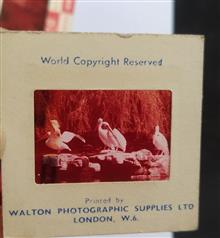 World Copyright Reserved
Printed by
WALTON PHOTOGRAPHIC SUPPLIES LTD
LONDON, W.6.